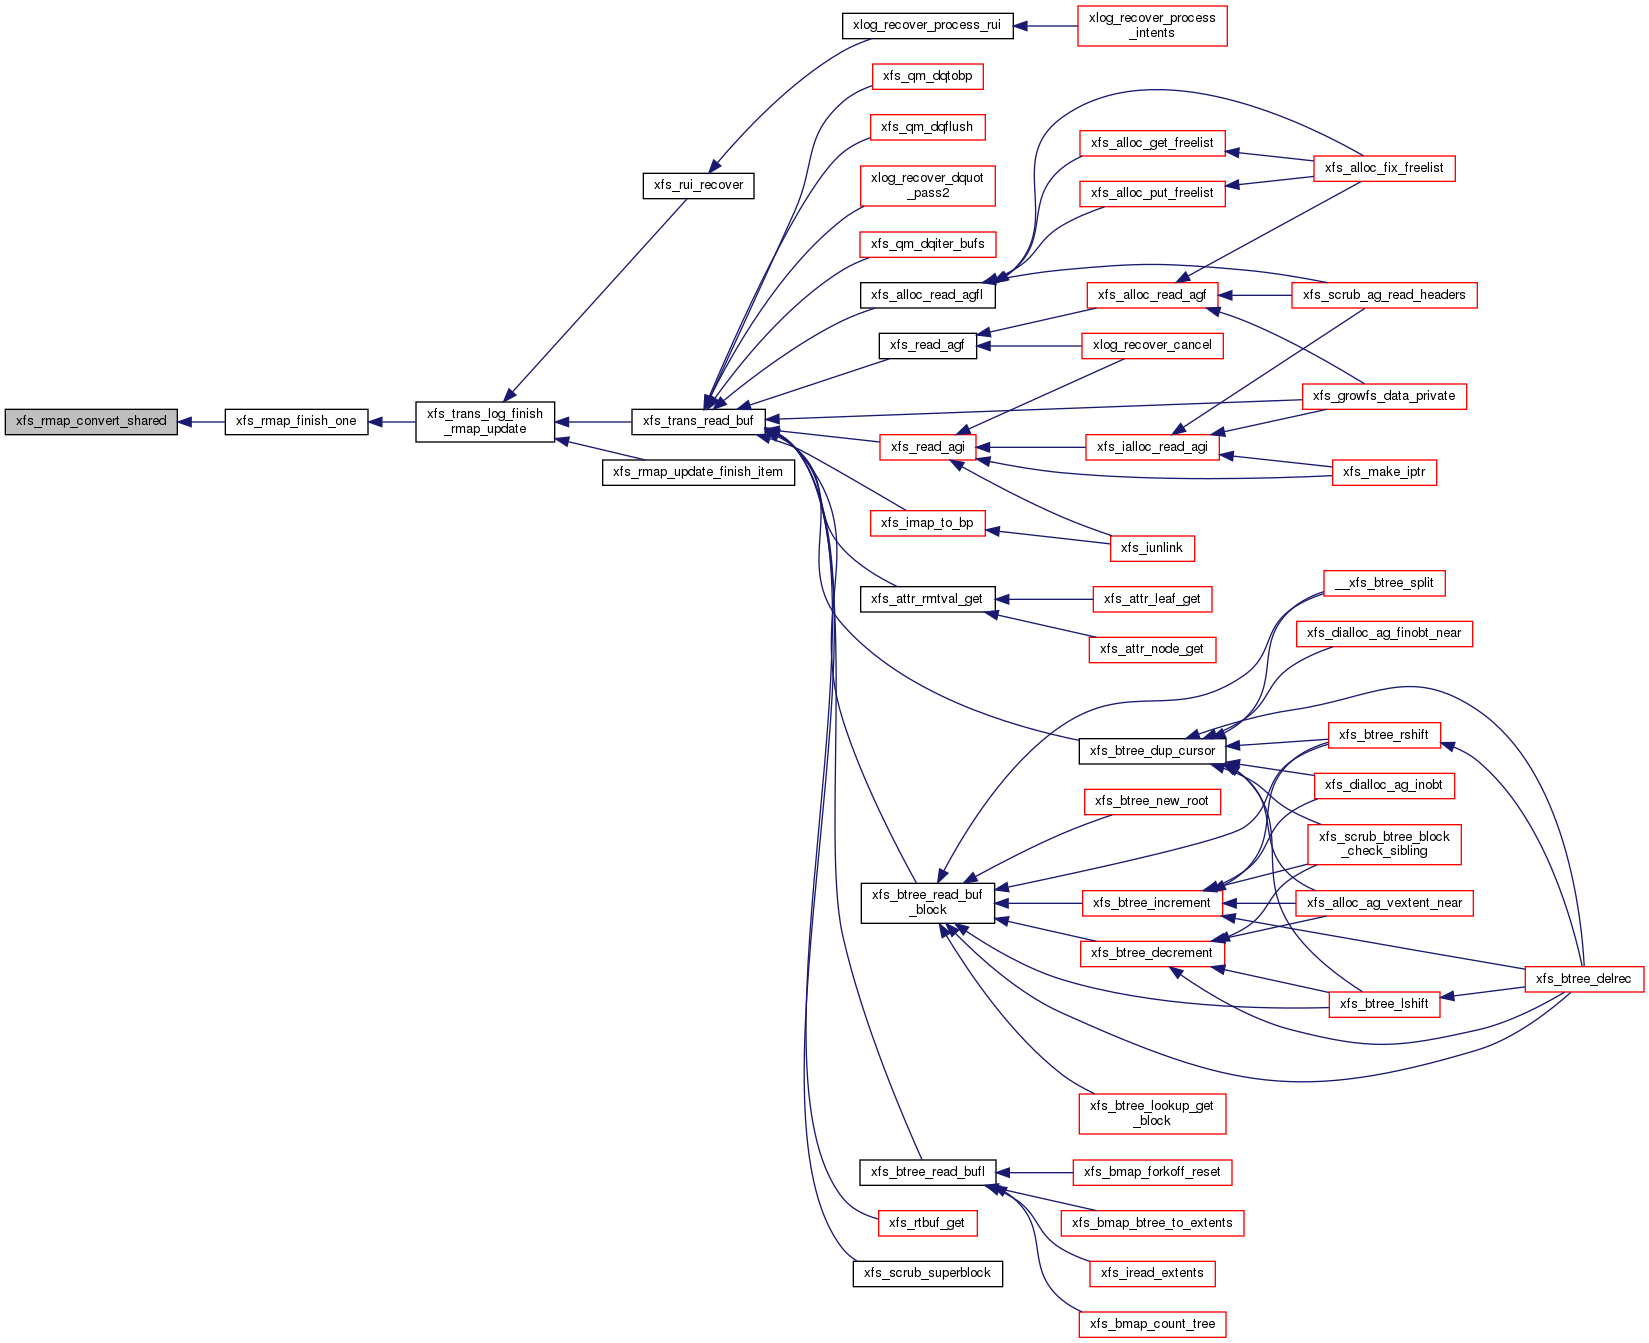 xlog_recover_process_rui
xlog_recover_process
_intents
xfs_qm_dqtobp
xfs_qm_dqflush
xfs_alloc_get_freelist
xfs_alloc_fix_freelist
xlog_recover_dquot
_pass2
xfs_rui_recover
xfs_alloc_put_freelist
xfs_qm_dqiter_bufs
xfs_alloc_read_agfl
xfs_alloc_read_agf
xfs_scrub_ag_read_headers
xfs_read_agf
xlog_recover_cancel
xfs_growfs_data_private
xfs_rmap_convert_shared
xfs_rmap_finish_one
xfs_trans_log_finish
_rmap_update
xfs_trans_read_buf
xfs_read_agi
xfs_ialloc_read_agi
xfs_rmap_update_finish_item
xfs_make_iptr
xfs_imap_to_bp
xfs_iunlink
__xfs_btree_split
xfs_attr_rmtval_get
xfs_attr_leaf_get
xfs_dialloc_ag_finobt_near
xfs_attr_node_get
xfs_btree_rshift
xfs_btree_dup_cursor
xfs_dialloc_ag_inobt
xfs_btree_new_root
xfs_scrub_btree_block
_check_sibling
xfs_btree_read_buf
_block
xfs_btree_increment
xfs_alloc_ag_vextent_near
xfs_btree_decrement
xfs_btree_delrec
xfs_btree_lshift
xfs_btree_lookup_get
_block
xfs_btree_read_bufl
xfs_bmap_forkoff_reset
xfs_rtbuf_get
xfs_bmap_btree_to_extents
xfs_scrub_superblock
xfs_iread_extents
xfs_bmap_count_tree